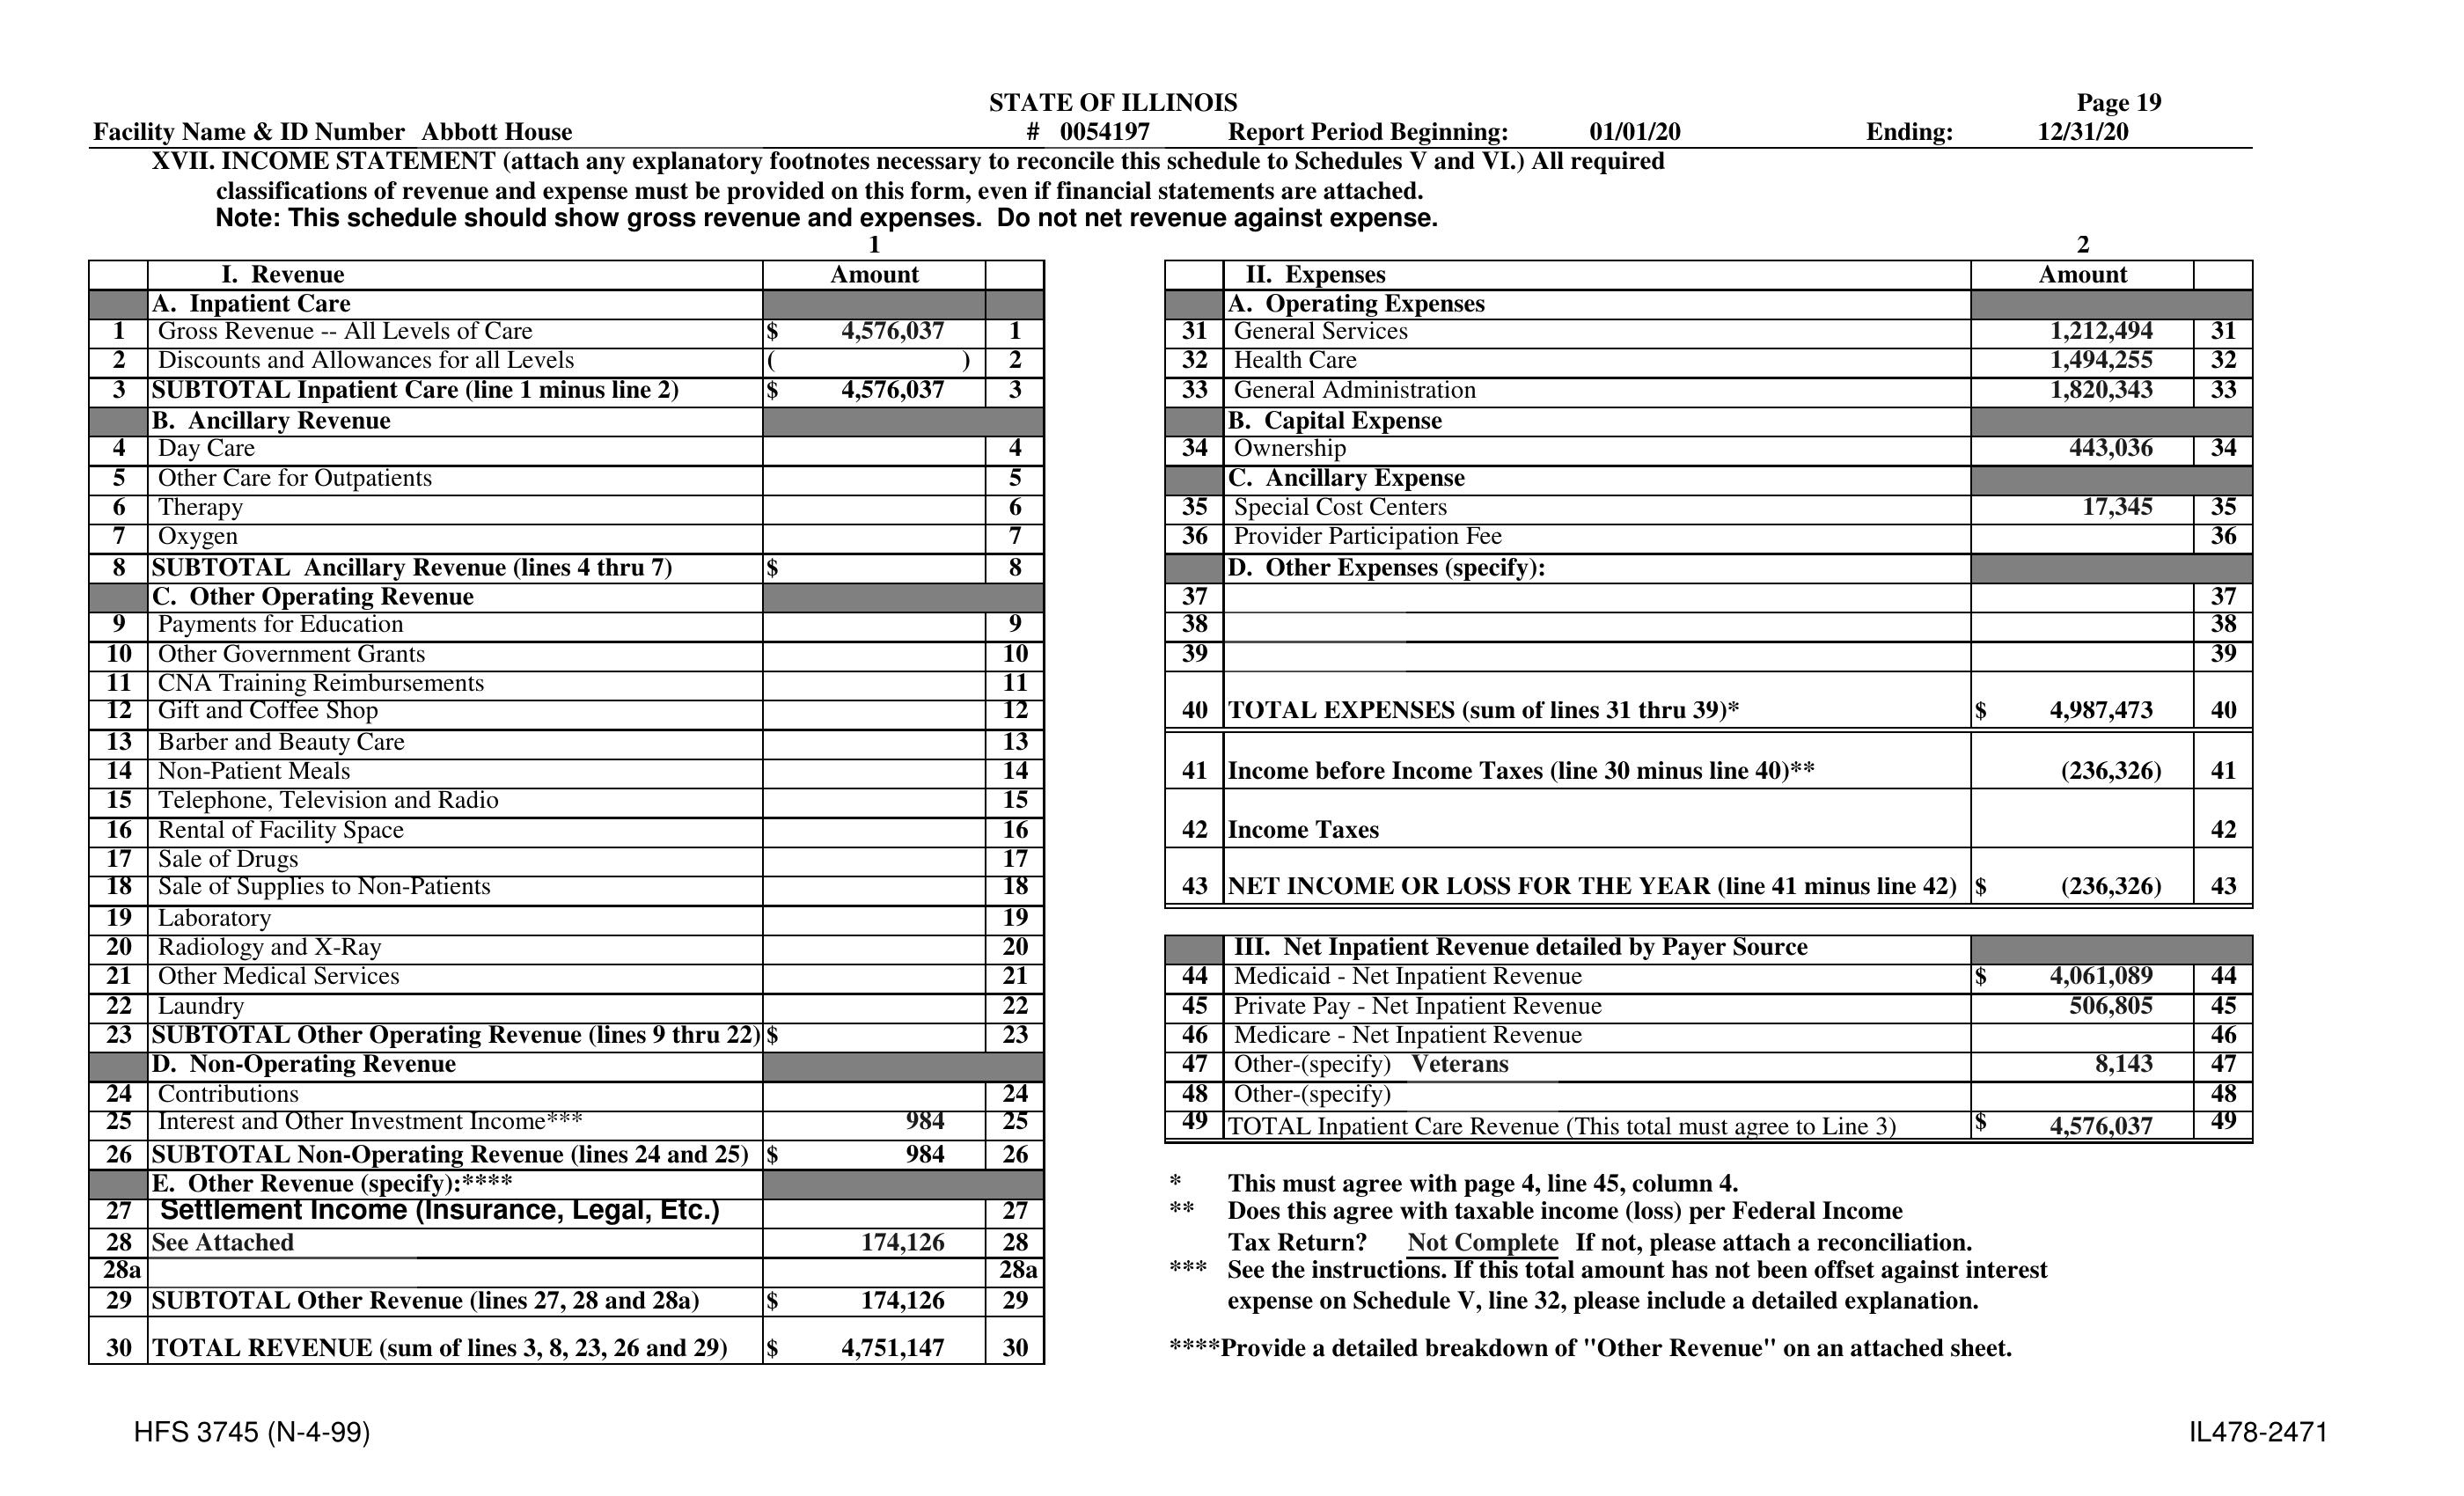 STATE OF ILLINOIS Page 19
Facility Name & ID Number Abbott House # 0054197 Report Period Beginning: 01/01/20 Ending: 12/31/20
XVII. INCOME STATEMENT (attach any explanatory footnotes necessary to reconcile this schedule to Schedules V and VI.) All required
classifications of revenue and expense must be provided on this form, even if financial statements are attached.
Note: This schedule should show gross revenue and expenses. Do not net revenue against expense.
1
I. Revenue Amount
A. Inpatient Care
1 Gross Revenue -- All Levels of Care $ 4,576,037 1
2 Discounts and Allowances for all Levels ( ) 2
3 SUBTOTAL Inpatient Care (line 1 minus line 2) $ 4,576,037 3
B. Ancillary Revenue
4 Day Care 4
5 Other Care for Outpatients 5
6 Therapy 6
7 Oxygen 7
8 SUBTOTAL Ancillary Revenue (lines 4 thru 7) $ 8
C. Other Operating Revenue
9 Payments for Education 9
10 Other Government Grants 10
11 CNA Training Reimbursements 11
12 Gift and Coffee Shop 12
13 Barber and Beauty Care 13
14 Non-Patient Meals 14
15 Telephone, Television and Radio 15
16 Rental of Facility Space 16
17 Sale of Drugs 17
18 Sale of Supplies to Non-Patients 18
19 Laboratory 19
20 Radiology and X-Ray 20
21 Other Medical Services 21
22 Laundry 22
23 SUBTOTAL Other Operating Revenue (lines 9 thru 22) $ 23
D. Non-Operating Revenue
24 Contributions 24
25 Interest and Other Investment Income*** 984 25
26 SUBTOTAL Non-Operating Revenue (lines 24 and 25) $ 984 26
E. Other Revenue (specify):****
27 Settlement Income (Insurance, Legal, Etc.) 27
28 See Attached 174,126 28
28a 28a
29 SUBTOTAL Other Revenue (lines 27, 28 and 28a) $ 174,126 29
30 TOTAL REVENUE (sum of lines 3, 8, 23, 26 and 29) $ 4,751,147 30
2
II. Expenses Amount
A. Operating Expenses
31 General Services 1,212,494 31
32 Health Care 1,494,255 32
33 General Administration 1,820,343 33
B. Capital Expense
34 Ownership 443,036 34
C. Ancillary Expense
35 Special Cost Centers 17,345 35
36 Provider Participation Fee 36
D. Other Expenses (specify):
37 37
38 38
39 39
40 TOTAL EXPENSES (sum of lines 31 thru 39)* $ 4,987,473 40
41 Income before Income Taxes (line 30 minus line 40)** (236,326) 41
42 Income Taxes 42
43 NET INCOME OR LOSS FOR THE YEAR (line 41 minus line 42) $ (236,326) 43
III. Net Inpatient Revenue detailed by Payer Source
44 Medicaid - Net Inpatient Revenue $ 4,061,089 44
45 Private Pay - Net Inpatient Revenue 506,805 45
46 Medicare - Net Inpatient Revenue 46
47 Other-(specify) Veterans 8,143 47
48 Other-(specify) 48
49 TOTAL Inpatient Care Revenue (This total must agree to Line 3) $ 4,576,037 49
* This must agree with page 4, line 45, column 4.
** Does this agree with taxable income (loss) per Federal Income
Tax Return? Not Complete If not, please attach a reconciliation.
*** See the instructions. If this total amount has not been offset against interest
expense on Schedule V, line 32, please include a detailed explanation.
****Provide a detailed breakdown of "Other Revenue" on an attached sheet.
HFS 3745 (N-4-99) IL478-2471